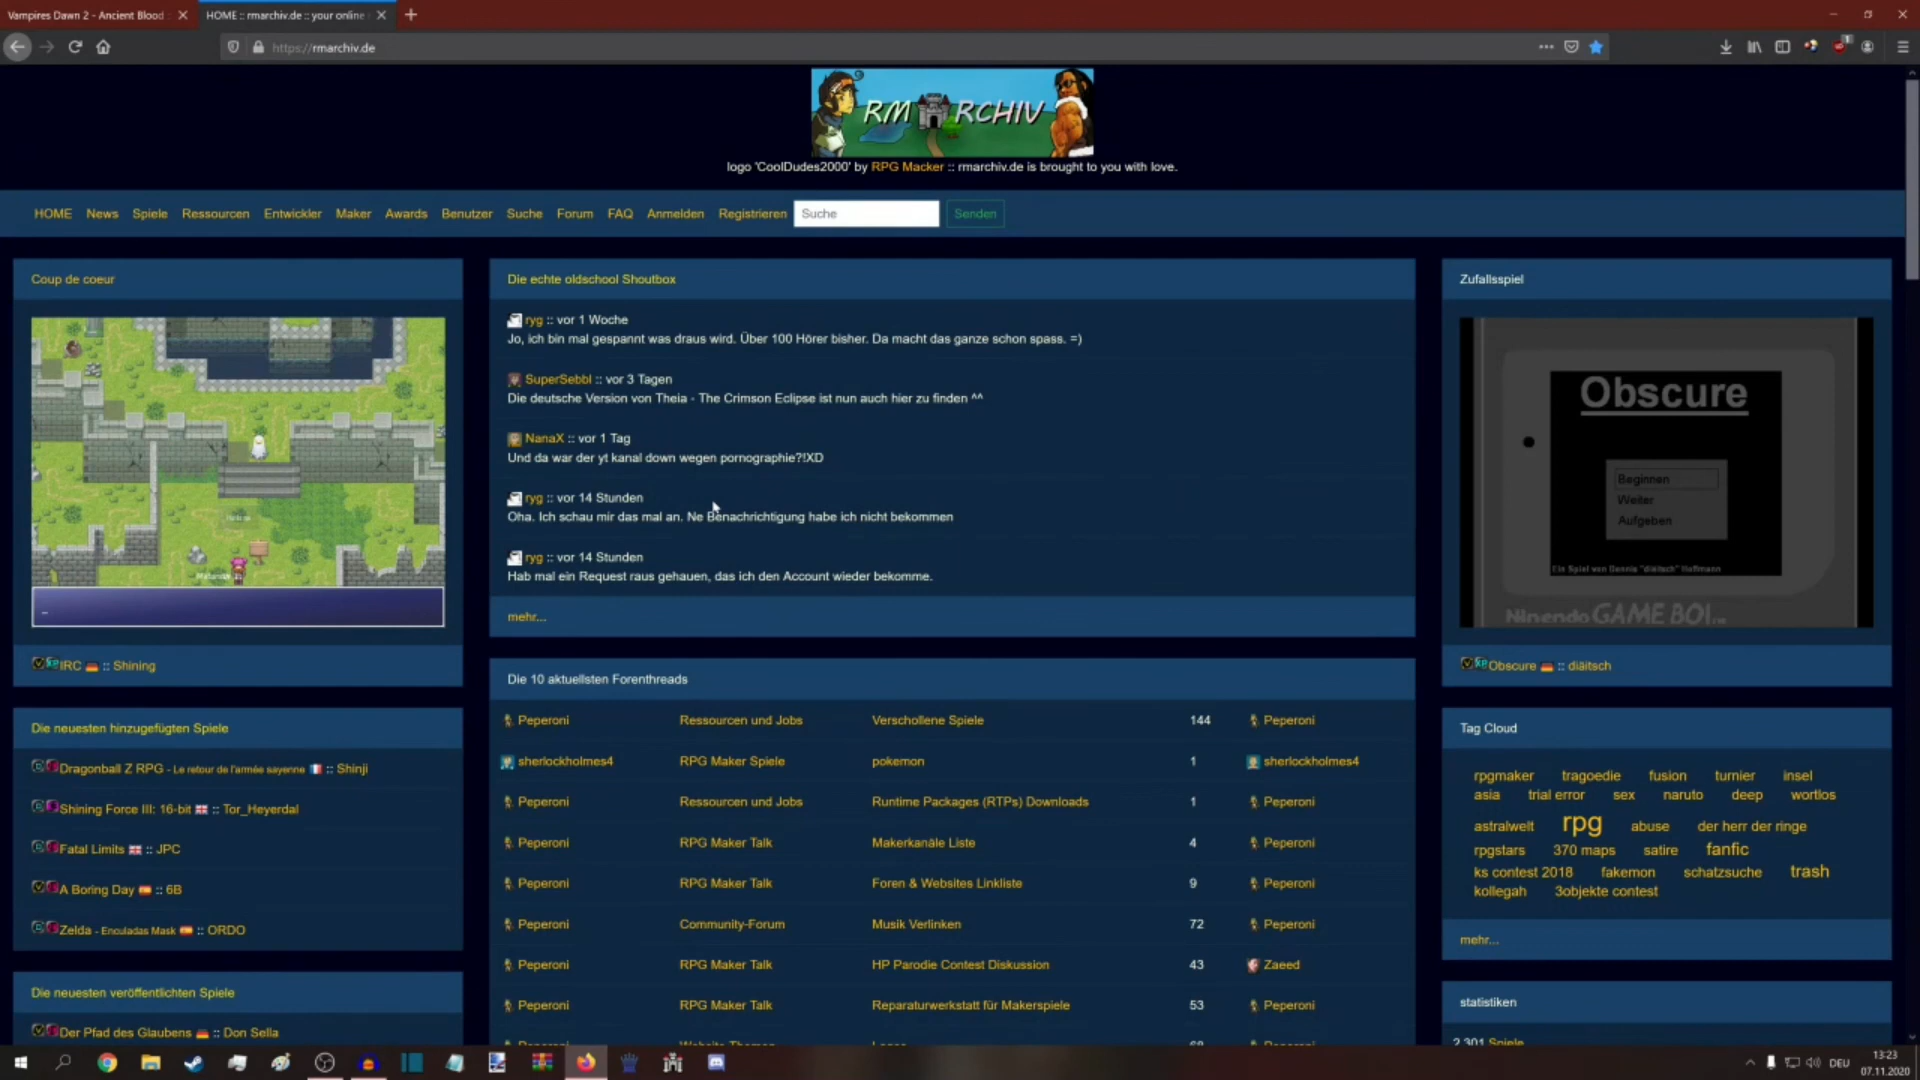 Vampires Dawn 2 - Ancient Blood :
HOME :: rmarchiv.de :: your online
https://rmarchiv.de
RM RCHIV
logo 'CoolDudes2000' by RPG Macker :: rmarchiv.de is brought to you with love.
HOME News Spiele Ressourcen Entwickler Maker Awards Benutzer Suche Forum FAQ Anmelden Registrieren Suche Senden
Coup de coeur
IRC :: Shining
Die neuesten hinzugefügten Spiele
Dragonball Z RPG - Le retour de l'armée sayenne :: Shinji
Shining Force III: 16-bit :: Tor_Heyerdal
Fatal Limits :: JPC
A Boring Day :: 6B
Zelda - Enculadas Mask :: ORDO
Die neuesten veröffentlichten Spiele
Der Pfad des Glaubens :: Don Sella
Die echte oldschool Shoutbox
ryg :: vor 1 Woche
Jo, ich bin mal gespannt was draus wird. Über 100 Hörer bisher. Da macht das ganze schon spass. =)
SuperSebbl :: vor 3 Tagen
Die deutsche Version von Theia - The Crimson Eclipse ist nun auch hier zu finden ^^
NanaX :: vor 1 Tag
Und da war der yt kanal down wegen pornographie?!XD
ryg :: vor 14 Stunden
Oha. Ich schau mir das mal an. Ne Benachrichtigung habe ich nicht bekommen
ryg :: vor 14 Stunden
Hab mal ein Request raus gehauen, das ich den Account wieder bekomme.
mehr...
Die 10 aktuellsten Forenthreads
Peperoni Ressourcen und Jobs Verschollene Spiele 144 Peperoni
sherlockholmes4 RPG Maker Spiele pokemon 1 sherlockholmes4
Peperoni Ressourcen und Jobs Runtime Packages (RTPs) Downloads 1 Peperoni
Peperoni RPG Maker Talk Makerkanäle Liste 4 Peperoni
Peperoni RPG Maker Talk Foren & Websites Linkliste 9 Peperoni
Peperoni Community-Forum Musik Verlinken 72 Peperoni
Peperoni RPG Maker Talk HP Parodie Contest Diskussion 43 Zaeed
Peperoni RPG Maker Talk Reparaturwerkstatt für Makerspiele 53 Peperoni
Zufallsspiel
Obscure
Beginnen
Weiter
Aufgeben
Ein Spiel von Dennis "diäitsch" Hoffmann
Ninendo GAME BOI
Obscure :: diäitsch
Tag Cloud
rpgmaker tragoedie fusion turnier insel
asia trial error sex naruto deep wortlos
astralwelt rpg abuse der herr der ringe
rpgstars 370 maps satire fanfic
ks contest 2018 fakemon schatzsuche trash
kollegah 3objekte contest
mehr...
statistiken
2.301 Spiele
DEU
13:23
07.11.2020